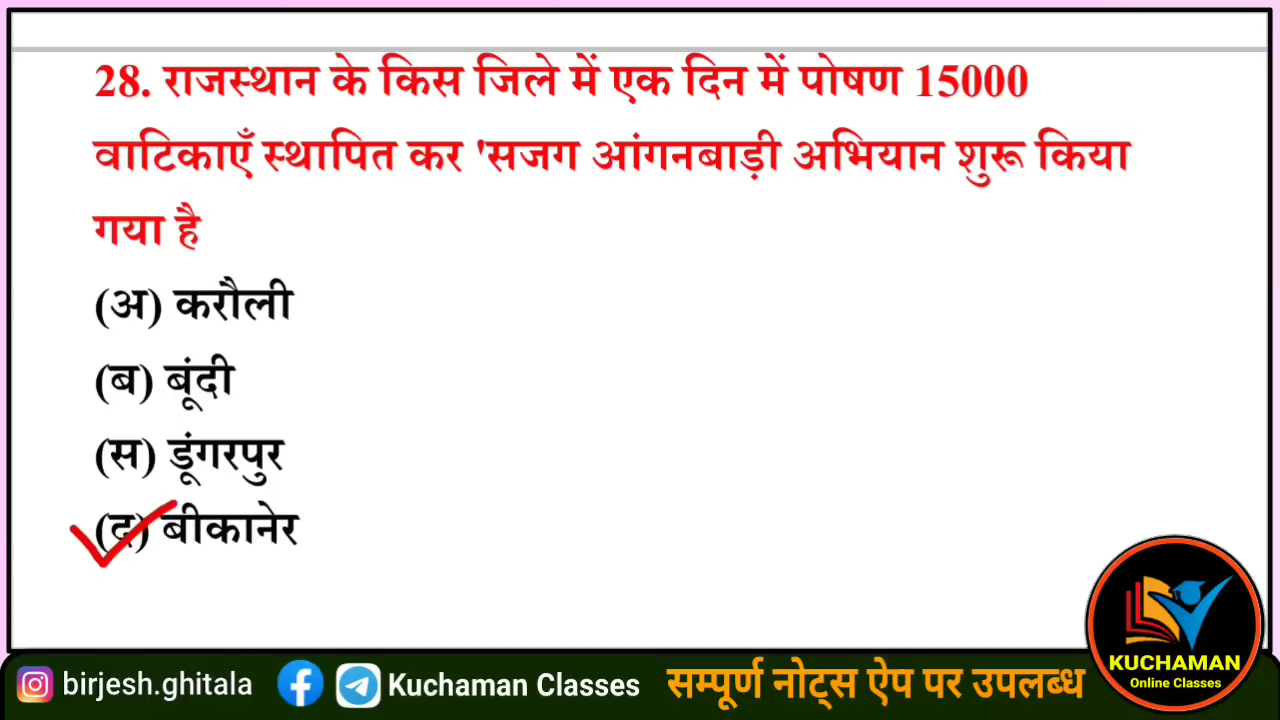 28. राजस्थान के किस जिले में एक दिन में पोषण 15000
वाटिकाएँ स्थापित कर 'सजग आंगनबाड़ी अभियान शुरू किया
गया है
(अ) करौली
(ब) बूंदी
(स) डूंगरपुर
(द) बीकानेर
KUCHAMAN
Online Classes
birjesh.ghitala Kuchaman Classes सम्पूर्ण नोट्स ऐप पर उपलब्ध